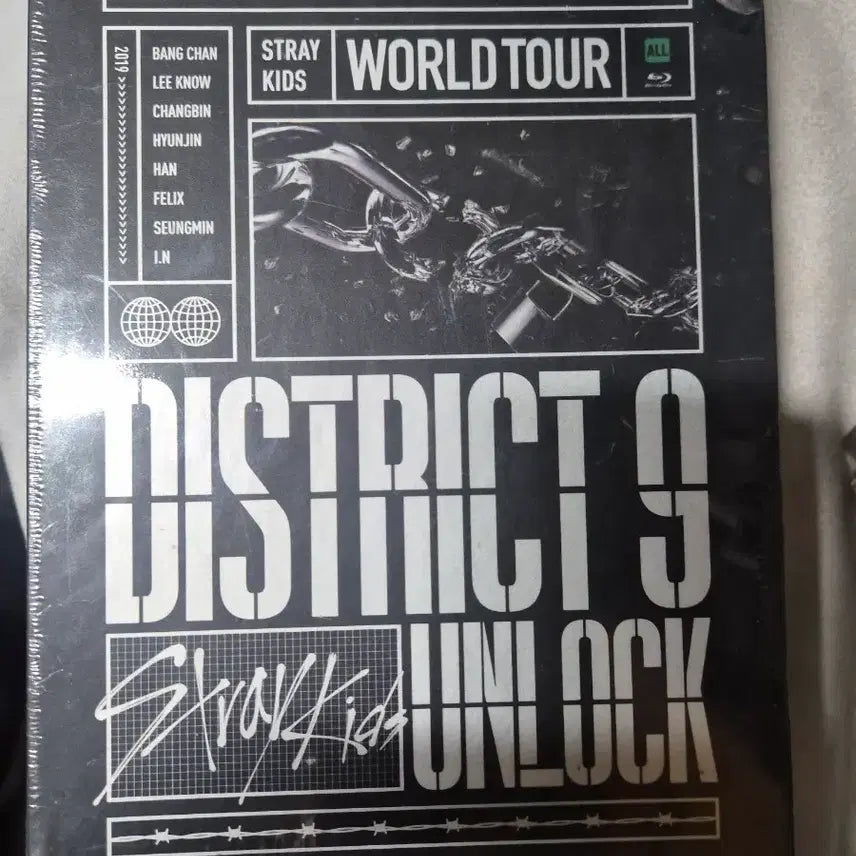 2019
BANG CHAN
LEE KNOW
CHANGBIN
HYUNJIN
HAN
FELIX
SEUNGMIN
I.N
STRAY
KIDS
WORLD TOUR
ALL
DISTRICT 9
Stray Kids
UNLOCK